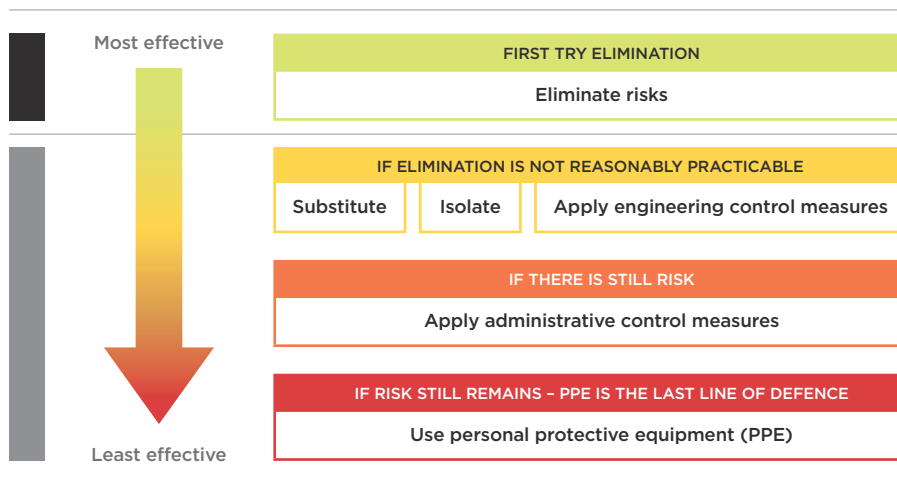 Most effective
FIRST TRY ELIMINATION
Eliminate risks
IF ELIMINATION IS NOT REASONABLY PRACTICABLE
Substitute
Isolate
Apply engineering control measures
IF THERE IS STILL RISK
Apply administrative control measures
IF RISK STILL REMAINS – PPE IS THE LAST LINE OF DEFENCE
Use personal protective equipment (PPE)
Least effective